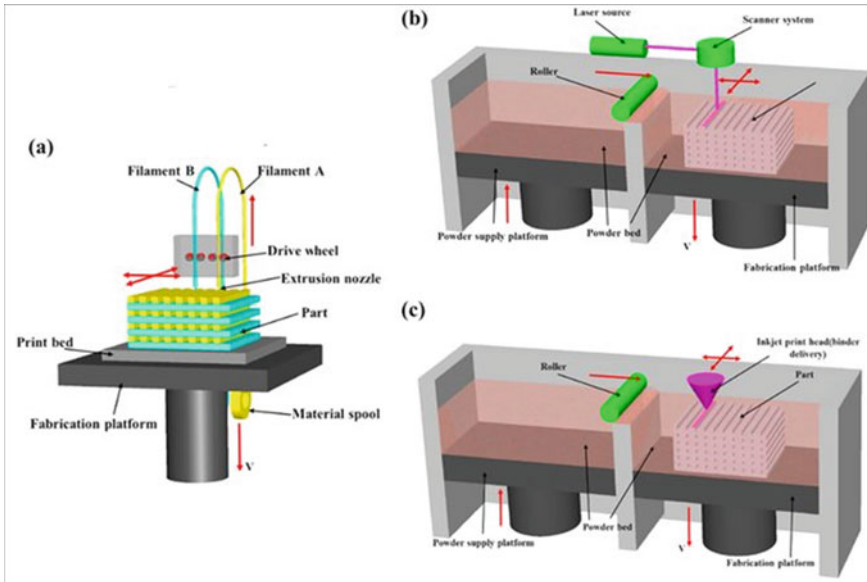 (a)
Filament B
Filament A
Drive wheel
Extrusion nozzle
Part
Print bed
Fabrication platform
Material spool
V
(b)
Laser source
Scanner system
Roller
Powder supply platform
Powder bed
V
Fabrication platform
(c)
Inkjet print head(binder
delivery)
Roller
Part
Powder supply platform
Powder bed
V
Fabrication platform